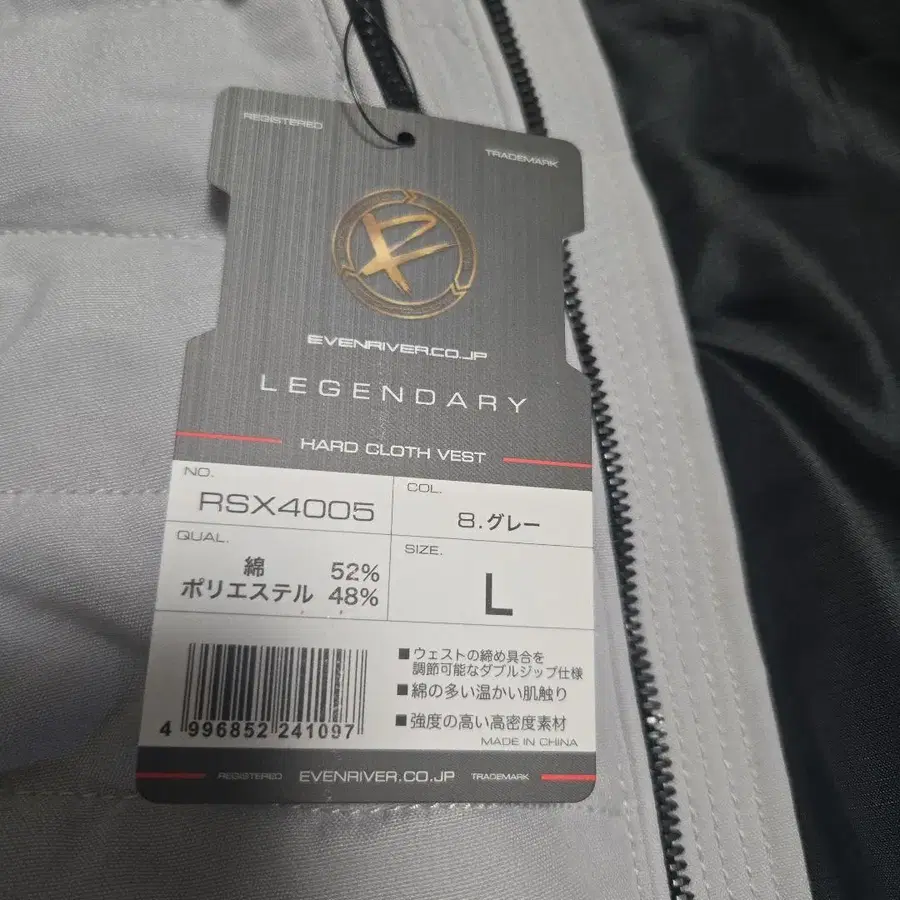 REGISTERED
TRADEMARK
EVENRIVER.CO.JP
LEGENDARY
HARD CLOTH VEST
NO.
RSX4005
COL.
8.グレー
QUAL.
綿 52%
ポリエステル 48%
SIZE.
L
4 996852 241097
■ウェストの締め具合を
調節可能なダブルジップ仕様
■綿の多い温かい肌触り
■強度の高い高密度素材
MADE IN CHINA
REGISTERED EVENRIVER.CO.JP TRADEMARK